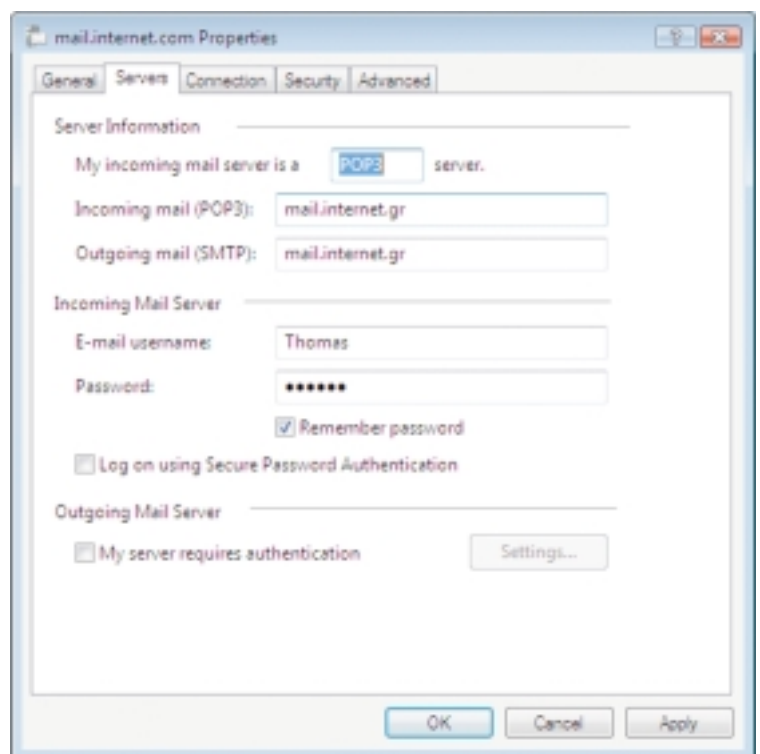 mail.internet.com Properties
General Servers Connection Security Advanced
Server Information
My incoming mail server is a POP3 server.
Incoming mail (POP3): mail.internet.gr
Outgoing mail (SMTP): mail.internet.gr
Incoming Mail Server
E-mail username: Thomas
Password: ••••••
Remember password
Log on using Secure Password Authentication
Outgoing Mail Server
My server requires authentication Settings...
OK Cancel Apply